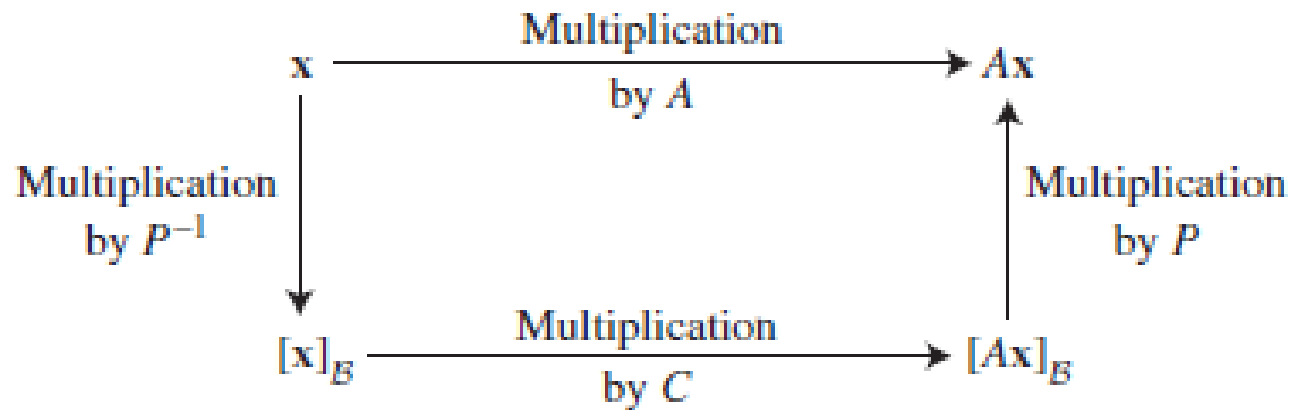 Multiplication
x
Ax
by A
Multiplication
by P⁻¹
Multiplication
by P
Multiplication
[x]_B
[Ax]_B
by C